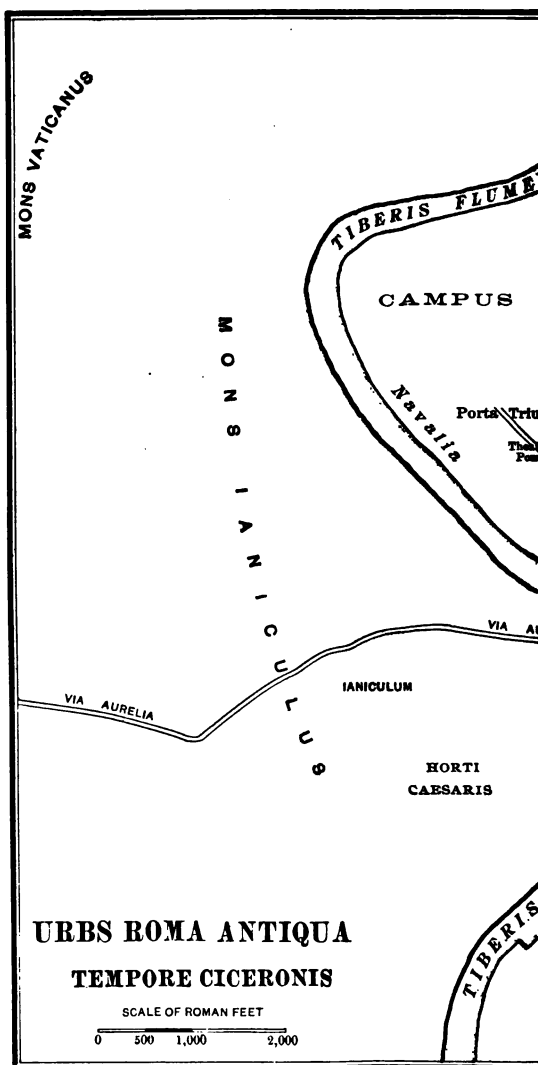 MONS VATICANUS
TIBERIS FLUME
CAMPUS
MONS IANICULUS
Navalia
Porta Triu
VIA AU
VIA AURELIA
IANICULUM
HORTI
CAESARIS
TIBERIS
URBS ROMA ANTIQUA
TEMPORE CICERONIS
SCALE OF ROMAN FEET
0 500 1,000 2,000